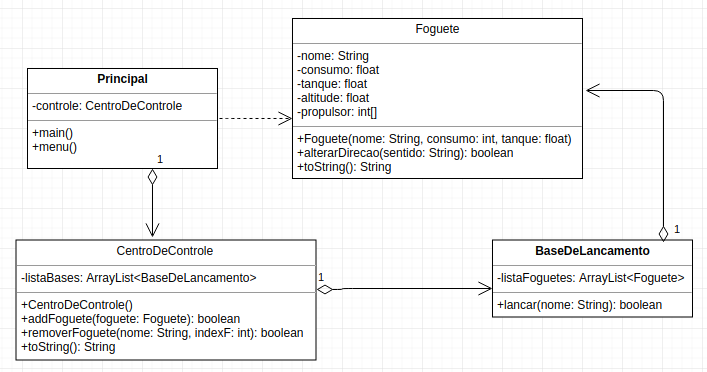 Foguete
-nome: String
-consumo: float
-tanque: float
-altitude: float
-propulsor: int[]
+Foguete(nome: String, consumo: int, tanque: float)
+alterarDirecao(sentido: String): boolean
+toString(): String
Principal
-controle: CentroDeControle
+main()
+menu()
1
CentroDeControle
-listaBases: ArrayList<BaseDeLancamento>
+CentroDeControle()
+addFoguete(foguete: Foguete): boolean
+removerFoguete(nome: String, indexF: int): boolean
+toString(): String
1
1
BaseDeLancamento
-listaFoguetes: ArrayList<Foguete>
+lancar(nome: String): boolean